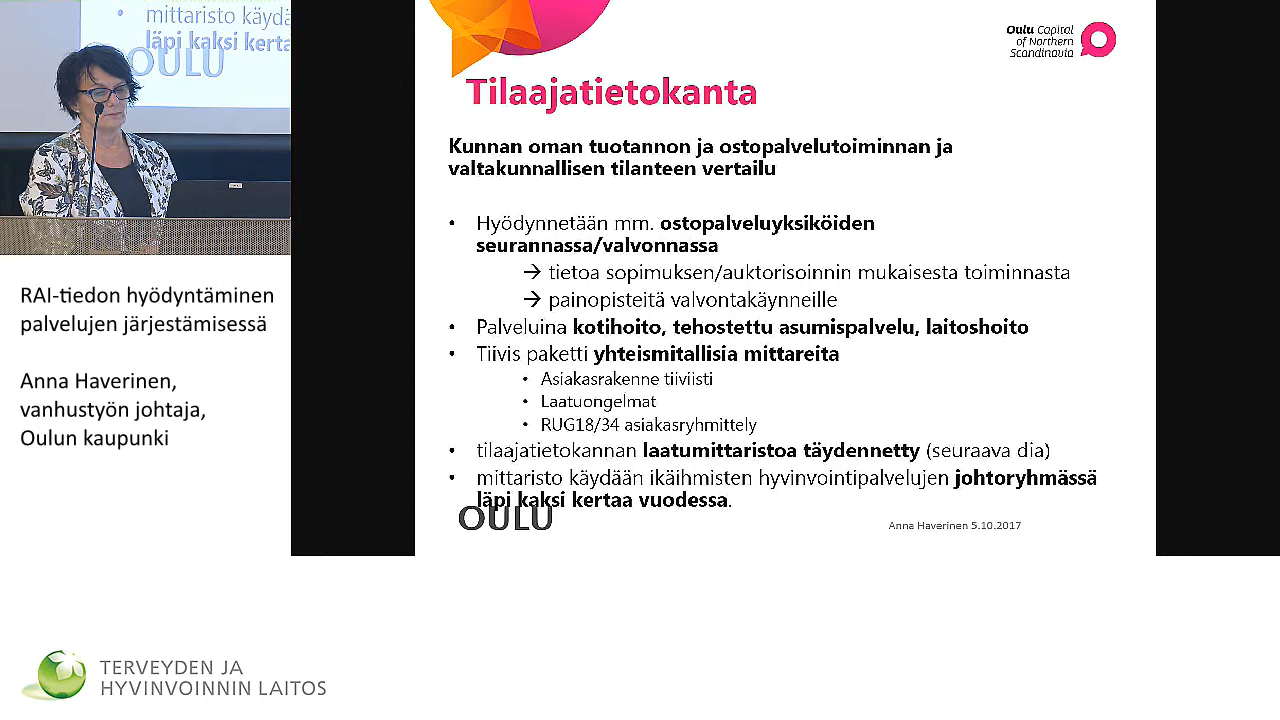 mittaristo käydä
läpi kaksi kerta
OULU
RAI-tiedon hyödyntäminen
palvelujen järjestämisessä
Anna Haverinen,
vanhustyön johtaja,
Oulun kaupunki
TERVEYDEN JA
HYVINVOINNIN LAITOS
Oulu Capital
of Northern
Scandinavia
Tilaajatietokanta
Kunnan oman tuotannon ja ostopalvelutoiminnan ja
valtakunnallisen tilanteen vertailu
• Hyödynnetään mm. ostopalveluyksiköiden
seurannassa/valvonnassa
→ tietoa sopimuksen/auktorisoinnin mukaisesta toiminnasta
→ painopisteitä valvontakäynneille
• Palveluina kotihoito, tehostettu asumispalvelu, laitoshoito
• Tiivis paketti yhteismitallisia mittareita
• Asiakasrakenne tiiviisti
• Laatuongelmat
• RUG18/34 asiakasryhmittely
• tilaajatietokannan laatumittaristoa täydennetty (seuraava dia)
• mittaristo käydään ikäihmisten hyvinvointipalvelujen johtoryhmässä
läpi kaksi kertaa vuodessa.
OULU
Anna Haverinen 5.10.2017